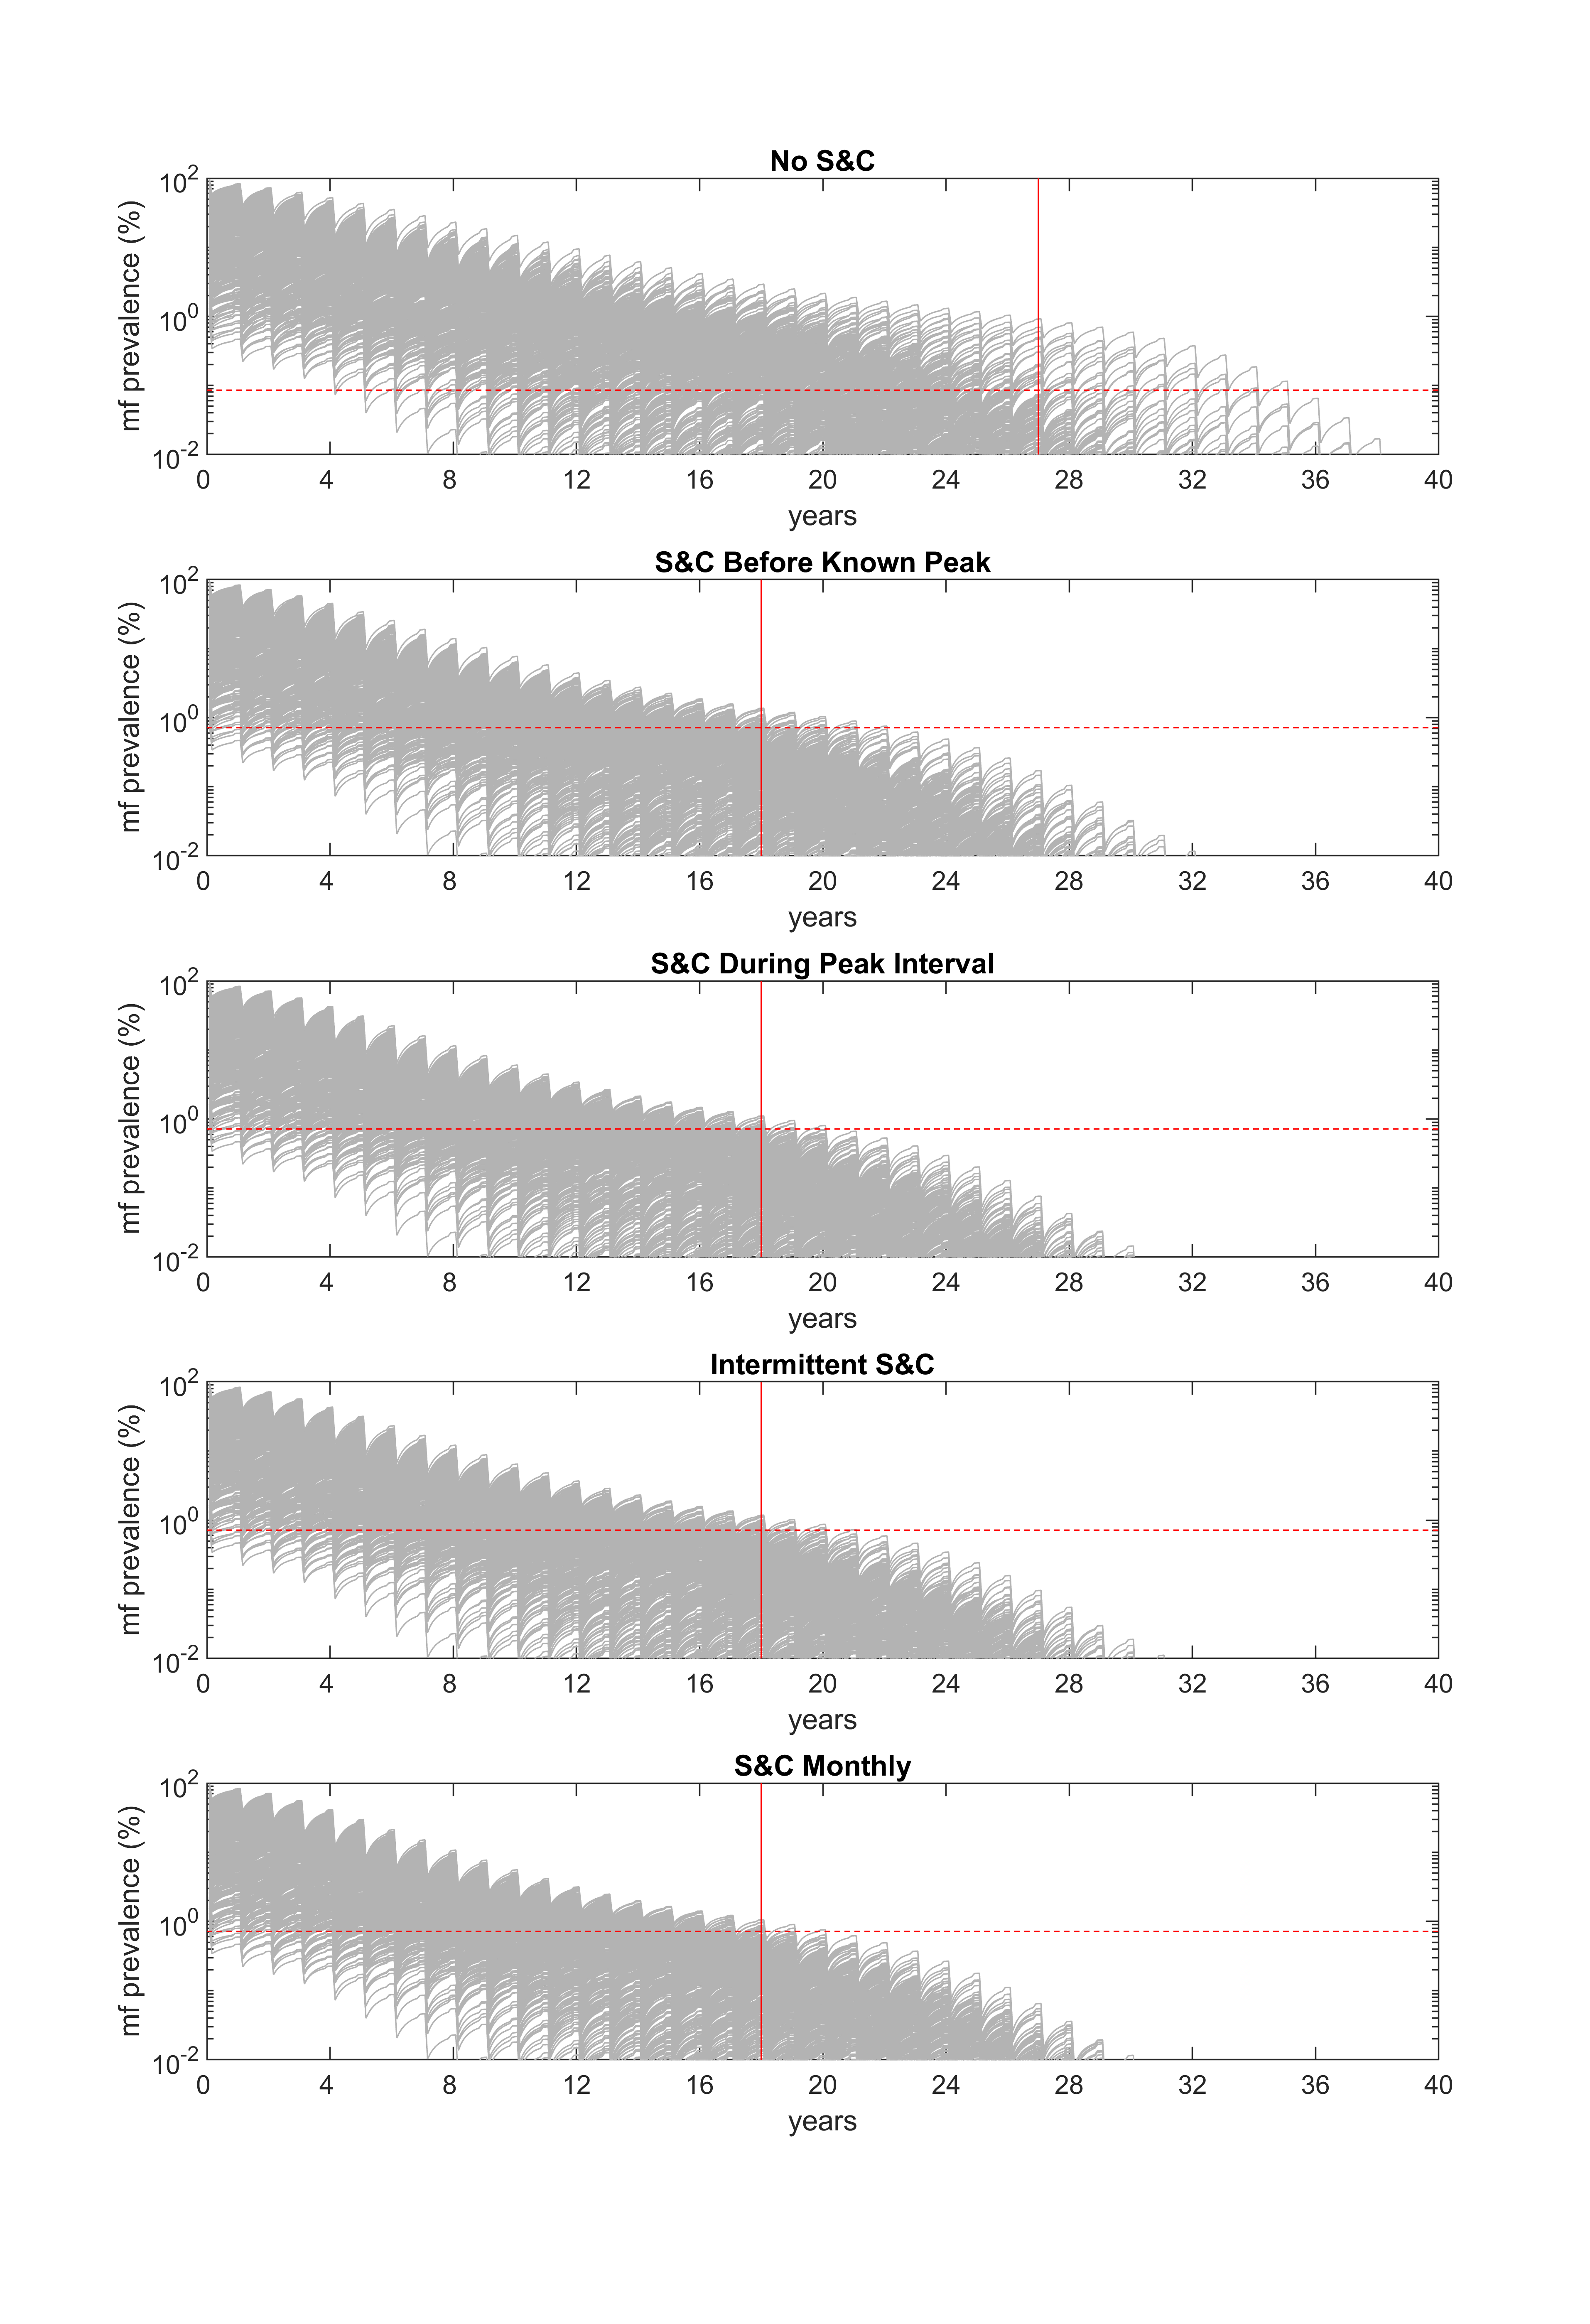 No S&C
10^2
10^0
10^-2
mf prevalence (%)
0 4 8 12 16 20 24 28 32 36 40
years
S&C Before Known Peak
10^2
10^0
10^-2
mf prevalence (%)
0 4 8 12 16 20 24 28 32 36 40
years
S&C During Peak Interval
10^2
10^0
10^-2
mf prevalence (%)
0 4 8 12 16 20 24 28 32 36 40
years
Intermittent S&C
10^2
10^0
10^-2
mf prevalence (%)
0 4 8 12 16 20 24 28 32 36 40
years
S&C Monthly
10^2
10^0
10^-2
mf prevalence (%)
0 4 8 12 16 20 24 28 32 36 40
years